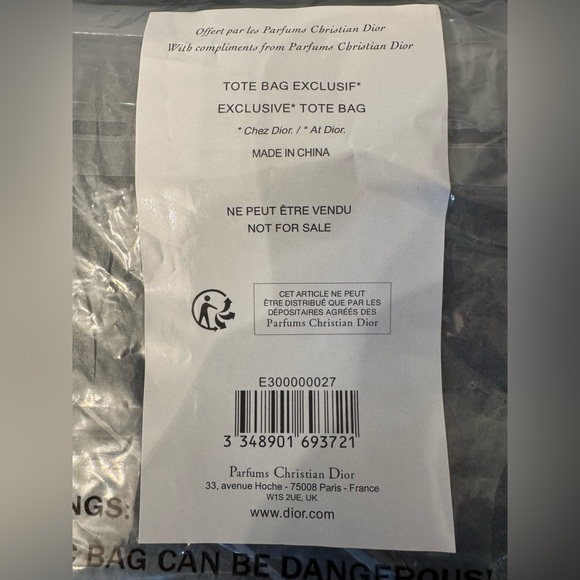 Offert par les Parfums Christian Dior
With compliments from Parfums Christian Dior
TOTE BAG EXCLUSIF*
EXCLUSIVE* TOTE BAG
* Chez Dior. / * At Dior.
MADE IN CHINA
NE PEUT ÊTRE VENDU
NOT FOR SALE
CET ARTICLE NE PEUT
ÊTRE DISTRIBUÉ QUE PAR LES
DÉPOSITAIRES AGRÉÉS DES
Parfums Christian Dior
E300000027
3 348901 693721
Parfums Christian Dior
33, avenue Hoche - 75008 Paris - France
W1S 2UE, UK
www.dior.com
NGS:
BAG CAN BE DANGEROUS!